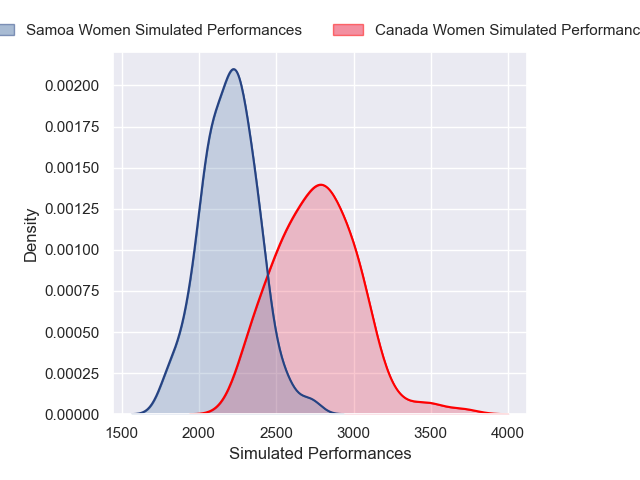 Samoa Women Simulated Performances
Canada Women Simulated Performanc
0.00200
0.00175
0.00150
0.00125
0.00100
0.00075
0.00050
0.00025
0.00000
Density
1500 2000 2500 3000 3500 4000
Simulated Performances